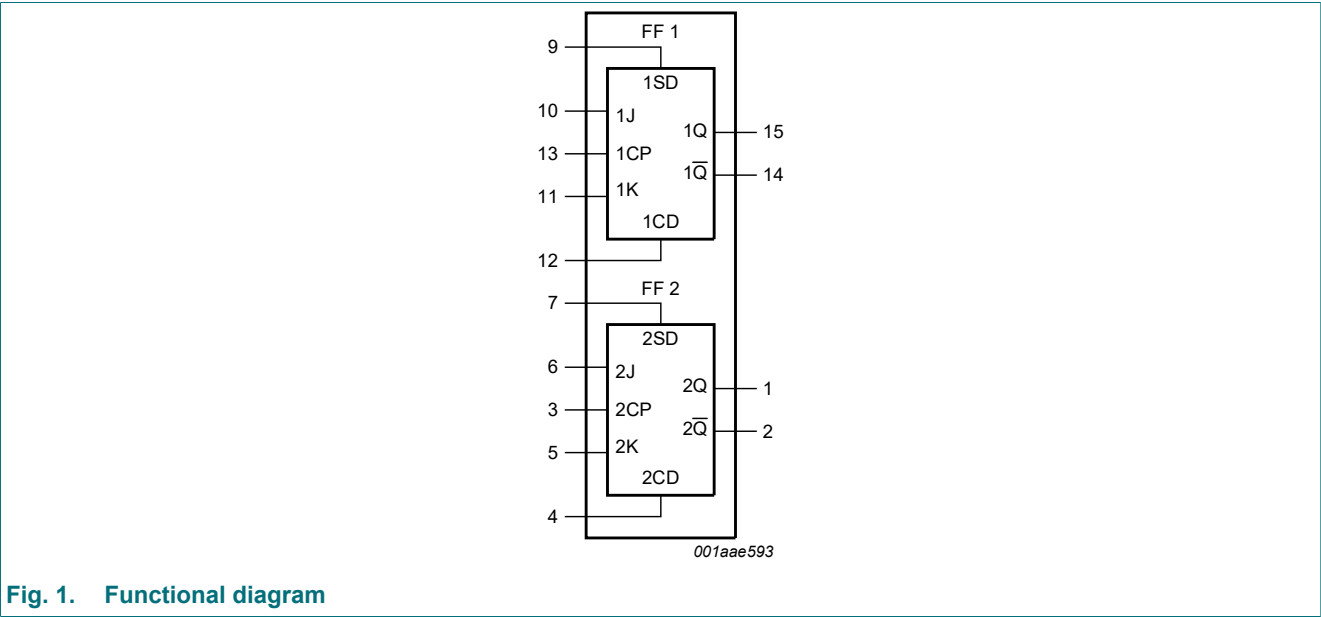 FF 1
9
1SD
10
1J
1Q
15
13
1CP
1Q̅
14
11
1K
1CD
12
FF 2
7
2SD
6
2J
2Q
1
3
2CP
2Q̅
2
5
2K
2CD
4
001aae593
Fig. 1. Functional diagram